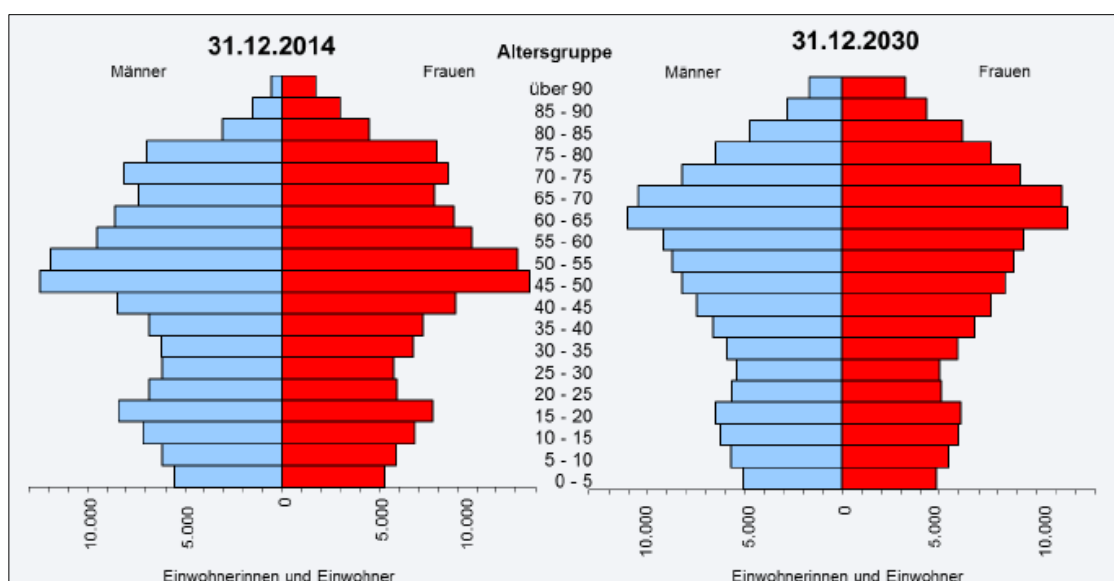 31.12.2014
Altersgruppe
31.12.2030
Männer
Frauen
Männer
Frauen
über 90
85 - 90
80 - 85
75 - 80
70 - 75
65 - 70
60 - 65
55 - 60
50 - 55
45 - 50
40 - 45
35 - 40
30 - 35
25 - 30
20 - 25
15 - 20
10 - 15
5 - 10
0 - 5
10.000
5.000
0
5.000
10.000
10.000
5.000
0
5.000
10.000
Einwohnerinnen und Einwohner
Einwohnerinnen und Einwohner